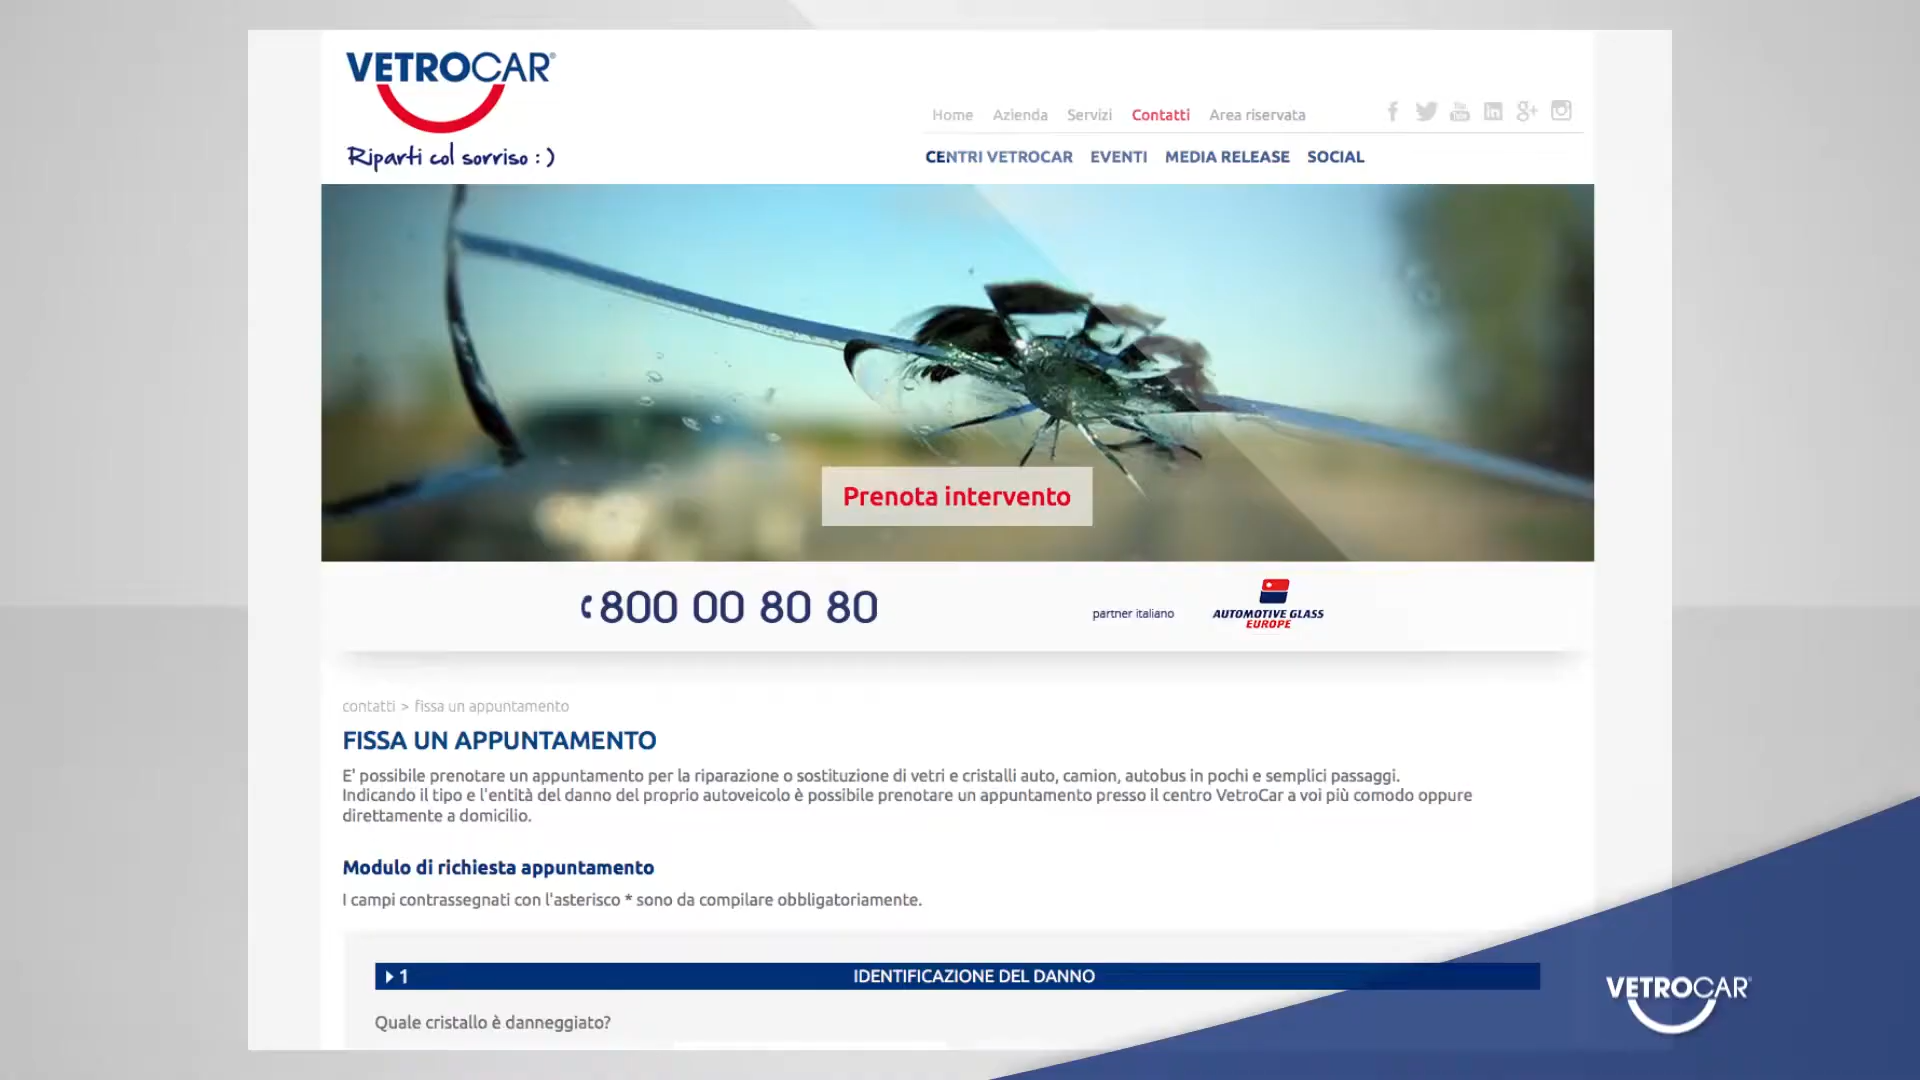 VETROCAR®
Riparti col sorriso : )
Home Azienda Servizi Contatti Area riservata
CENTRI VETROCAR EVENTI MEDIA RELEASE SOCIAL
Prenota intervento
800 00 80 80
partner italiano
AUTOMOTIVE GLASS
EUROPE
contatti > fissa un appuntamento
FISSA UN APPUNTAMENTO
E' possibile prenotare un appuntamento per la riparazione o sostituzione di vetri e cristalli auto, camion, autobus in pochi e semplici passaggi.
Indicando il tipo e l'entità del danno del proprio autoveicolo è possibile prenotare un appuntamento presso il centro VetroCar a voi più comodo oppure
direttamente a domicilio.
Modulo di richiesta appuntamento
I campi contrassegnati con l'asterisco * sono da compilare obbligatoriamente.
1 IDENTIFICAZIONE DEL DANNO
Quale cristallo è danneggiato?
VETROCAR®